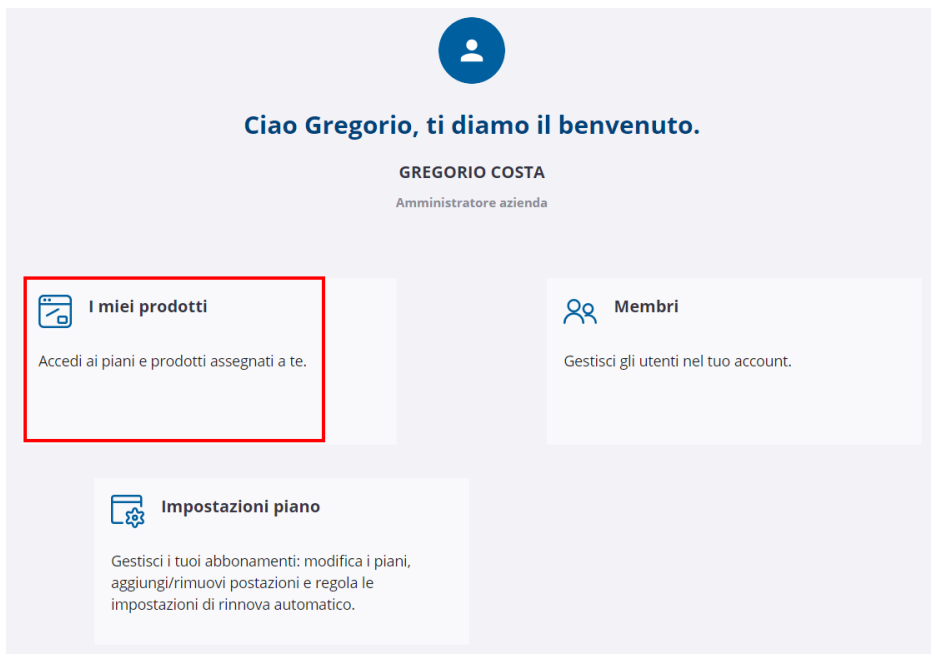 Ciao Gregorio, ti diamo il benvenuto.
GREGORIO COSTA
Amministratore azienda
I miei prodotti
Accedi ai piani e prodotti assegnati a te.
Membri
Gestisci gli utenti nel tuo account.
Impostazioni piano
Gestisci i tuoi abbonamenti: modifica i piani,
aggiungi/rimuovi postazioni e regola le
impostazioni di rinnova automatico.